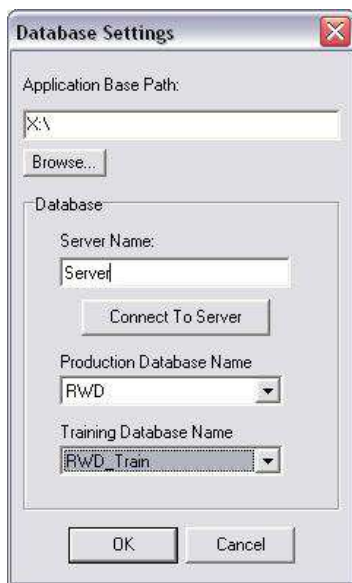 Database Settings
Application Base Path:
X:\
Browse...
Database
Server Name:
Server
Connect To Server
Production Database Name
RWD
Training Database Name
RWD_Train
OK Cancel